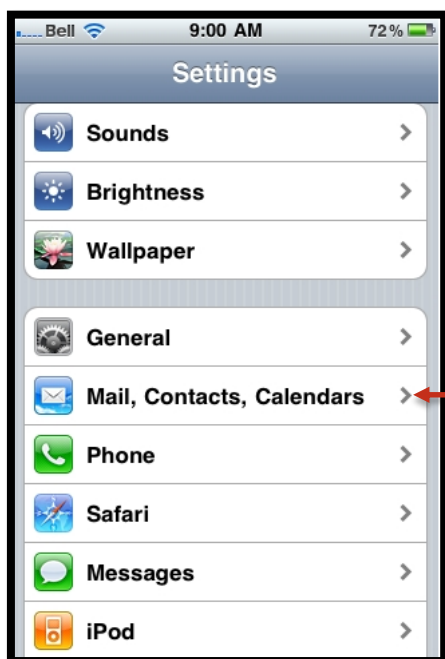 Bell 9:00 AM 72%
Settings
Sounds
Brightness
Wallpaper
General
Mail, Contacts, Calendars
Phone
Safari
Messages
iPod